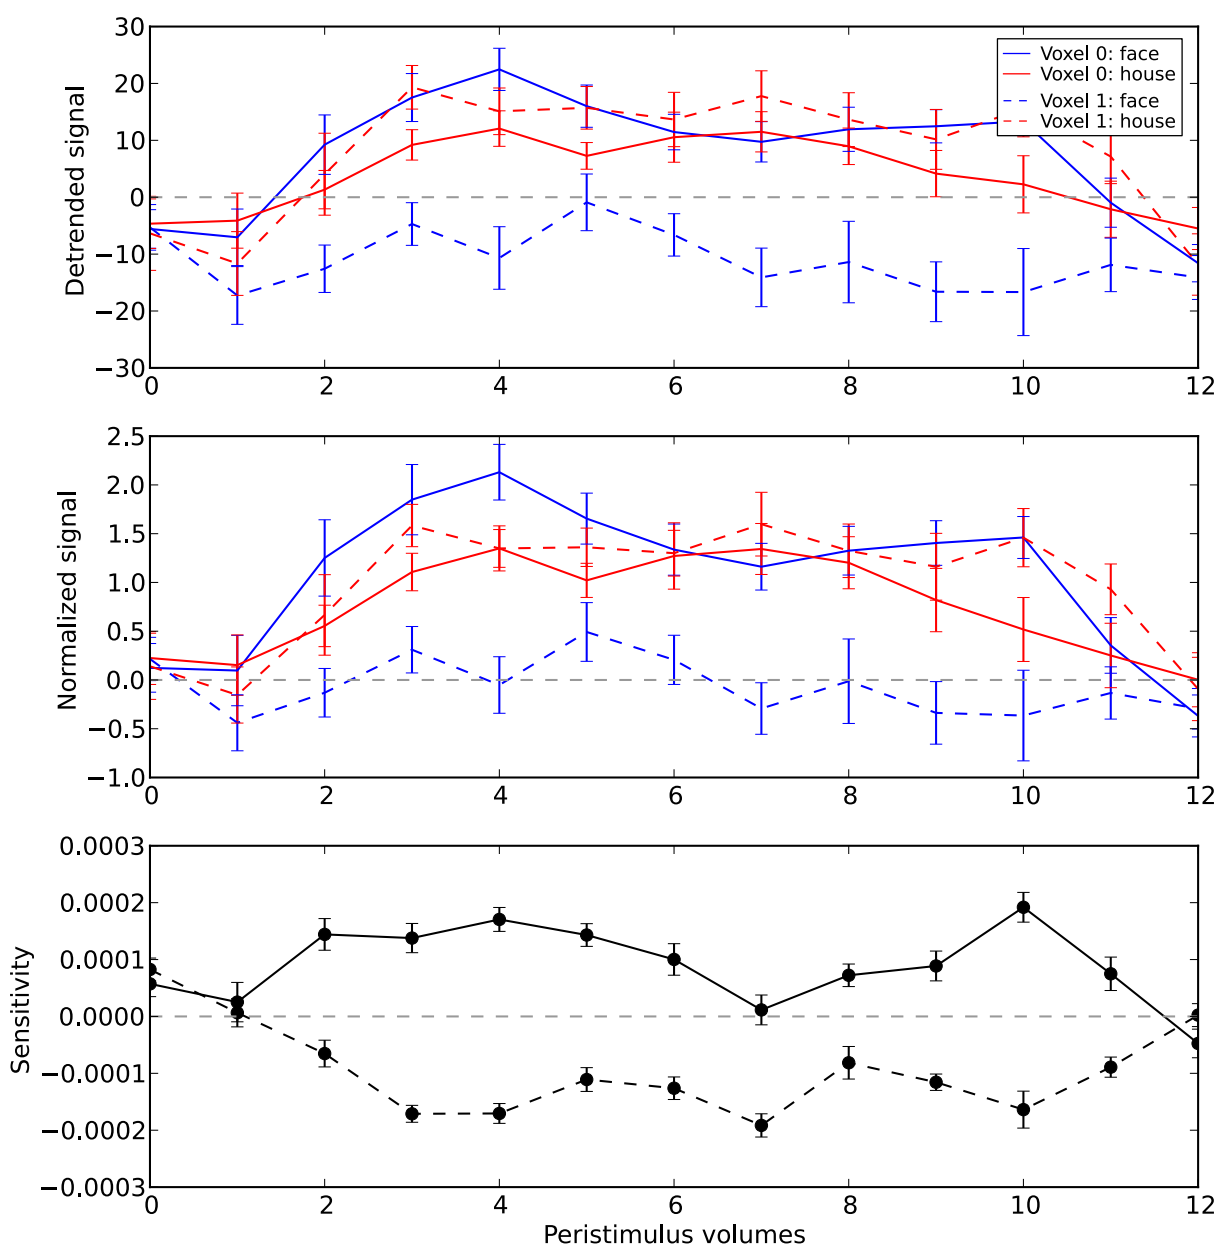 30
20
10
0
−10
−20
−30
Detrended signal
Voxel 0: face
Voxel 0: house
Voxel 1: face
Voxel 1: house
0 2 4 6 8 10 12
2.5
2.0
1.5
1.0
0.5
0.0
−0.5
−1.0
Normalized signal
0 2 4 6 8 10 12
0.0003
0.0002
0.0001
0.0000
−0.0001
−0.0002
−0.0003
Sensitivity
0 2 4 6 8 10 12
Peristimulus volumes